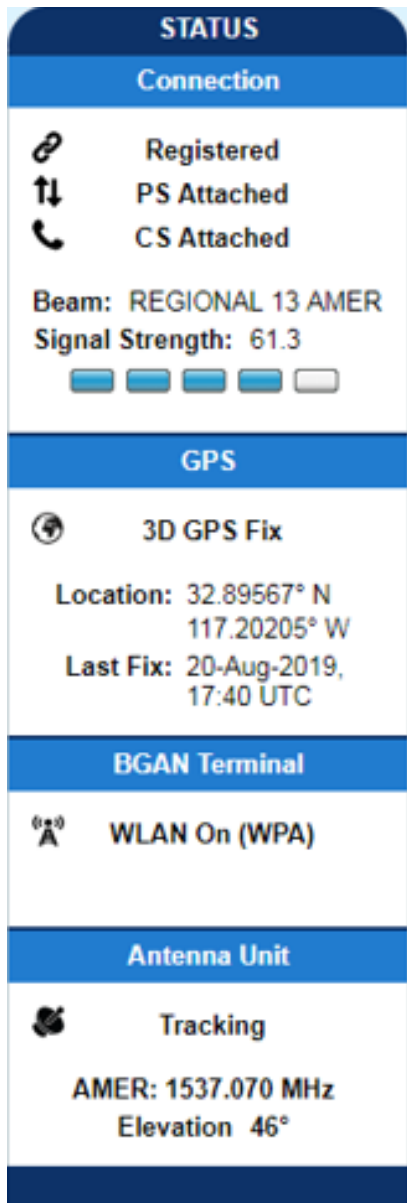 STATUS
Connection
Registered
PS Attached
CS Attached
Beam: REGIONAL 13 AMER
Signal Strength: 61.3
GPS
3D GPS Fix
Location: 32.89567° N
117.20205° W
Last Fix: 20-Aug-2019,
17:40 UTC
BGAN Terminal
WLAN On (WPA)
Antenna Unit
Tracking
AMER: 1537.070 MHz
Elevation 46°